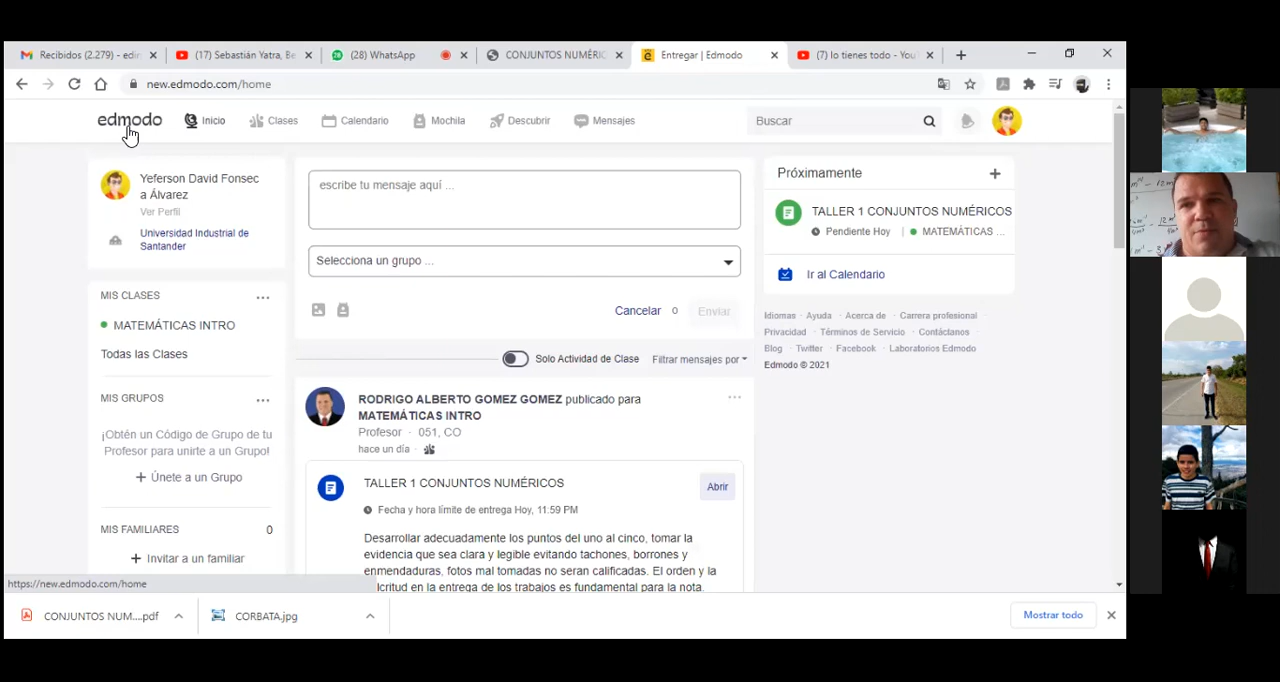 Recibidos (2.279) - edin
(17) Sebastián Yatra, Be
(28) WhatsApp
CONJUNTOS NUMÉRIC
Entregar | Edmodo
(7) lo tienes todo - You
new.edmodo.com/home
edmodo
Inicio
Clases
Calendario
Mochila
Descubrir
Mensajes
Buscar
Yeferson David Fonsec
a Álvarez
Ver Perfil
Universidad Industrial de
Santander
MIS CLASES
MATEMÁTICAS INTRO
Todas las Clases
MIS GRUPOS
¡Obtén un Código de Grupo de tu
Profesor para unirte a un Grupo!
+ Únete a un Grupo
MIS FAMILIARES 0
+ Invitar a un familiar
escribe tu mensaje aquí ...
Selecciona un grupo ...
Cancelar 0 Enviar
Solo Actividad de Clase Filtrar mensajes por
RODRIGO ALBERTO GOMEZ GOMEZ publicado para
MATEMÁTICAS INTRO
Profesor · 051, CO
hace un día ·
TALLER 1 CONJUNTOS NUMÉRICOS
Abrir
Fecha y hora límite de entrega Hoy, 11:59 PM
Desarrollar adecuadamente los puntos del uno al cinco, tomar la
evidencia que sea clara y legible evitando tachones, borrones y
enmendaduras, fotos mal tomadas no seran calificadas. El orden y la
lcritud en la entrega de los trabajos es fundamental para la nota.
Próximamente +
TALLER 1 CONJUNTOS NUMÉRICOS
Pendiente Hoy | MATEMÁTICAS ...
Ir al Calendario
Idiomas · Ayuda · Acerca de · Carrera profesional ·
Privacidad · Términos de Servicio · Contáctanos ·
Blog · Twitter · Facebook · Laboratorios Edmodo
Edmodo © 2021
https://new.edmodo.com/home
CONJUNTOS NUM....pdf
CORBATA.jpg
Mostrar todo